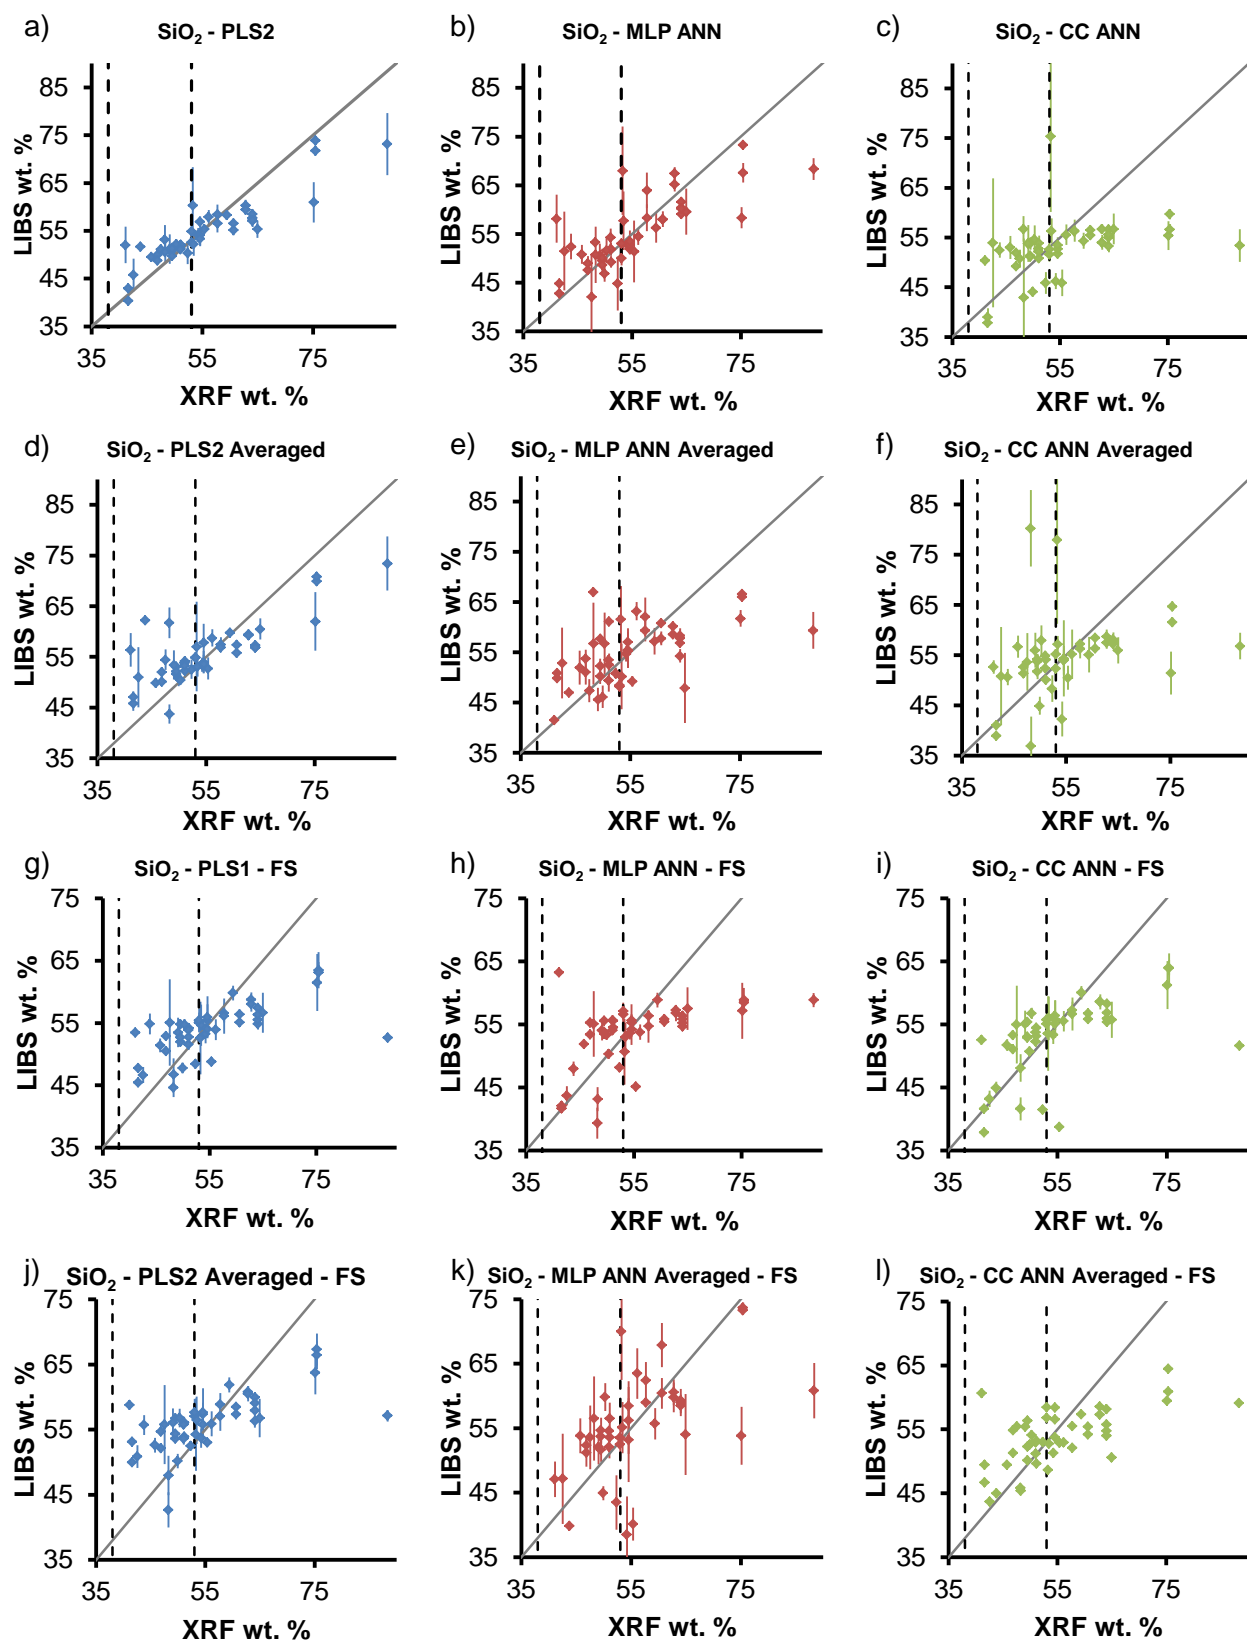 a)
SiO₂ - PLS2
85
75
65
55
45
35
35 55 75
LIBS wt. %
XRF wt. %
b)
SiO₂ - MLP ANN
85
75
65
55
45
35
35 55 75
LIBS wt. %
XRF wt. %
c)
SiO₂ - CC ANN
85
75
65
55
45
35
35 55 75
LIBS wt. %
XRF wt. %
d)
SiO₂ - PLS2 Averaged
85
75
65
55
45
35
35 55 75
LIBS wt. %
XRF wt. %
e)
SiO₂ - MLP ANN Averaged
85
75
65
55
45
35
35 55 75
LIBS wt. %
XRF wt. %
f)
SiO₂ - CC ANN Averaged
85
75
65
55
45
35
35 55 75
LIBS wt. %
XRF wt. %
g)
SiO₂ - PLS1 - FS
75
65
55
45
35
35 55 75
LIBS wt. %
XRF wt. %
h)
SiO₂ - MLP ANN - FS
75
65
55
45
35
35 55 75
LIBS wt. %
XRF wt. %
i)
SiO₂ - CC ANN - FS
75
65
55
45
35
35 55 75
LIBS wt. %
XRF wt. %
j)
SiO₂ - PLS2 Averaged - FS
75
65
55
45
35
35 55 75
LIBS wt. %
XRF wt. %
k)
SiO₂ - MLP ANN Averaged - FS
75
65
55
45
35
35 55 75
LIBS wt. %
XRF wt. %
l)
SiO₂ - CC ANN Averaged - FS
75
65
55
45
35
35 55 75
LIBS wt. %
XRF wt. %